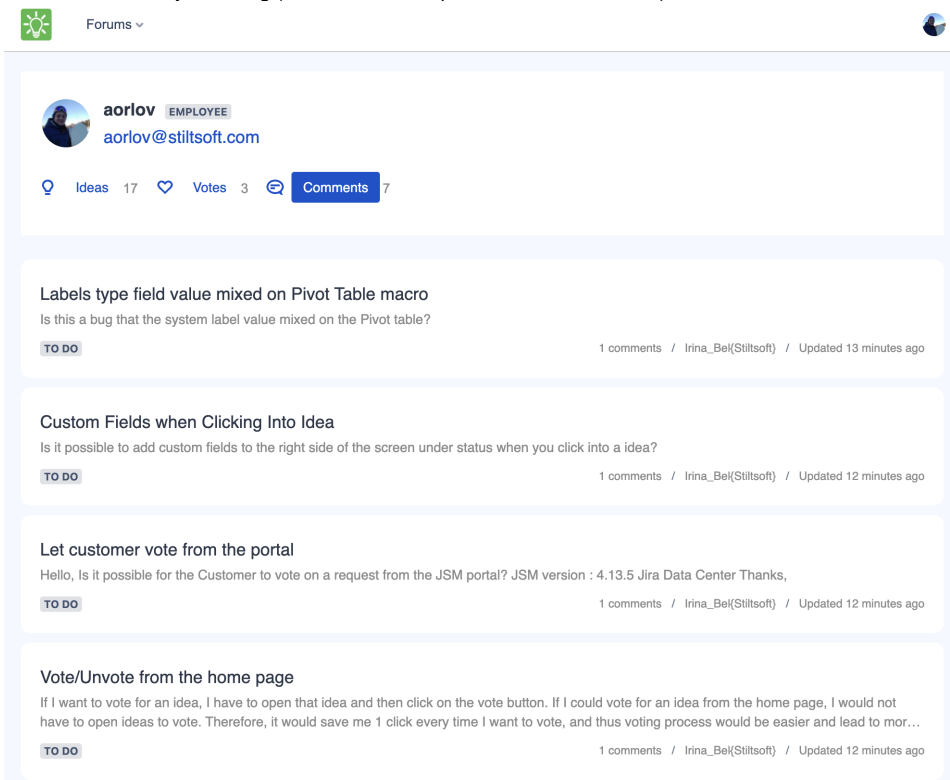 Forums
aorlov EMPLOYEE
aorlov@stiltsoft.com
Ideas 17 Votes 3 Comments 7
Labels type field value mixed on Pivot Table macro
Is this a bug that the system label value mixed on the Pivot table?
TO DO 1 comments / Irina_Bel{Stiltsoft} / Updated 13 minutes ago
Custom Fields when Clicking Into Idea
Is it possible to add custom fields to the right side of the screen under status when you click into a idea?
TO DO 1 comments / Irina_Bel{Stiltsoft} / Updated 12 minutes ago
Let customer vote from the portal
Hello, Is it possible for the Customer to vote on a request from the JSM portal? JSM version : 4.13.5 Jira Data Center Thanks,
TO DO 1 comments / Irina_Bel{Stiltsoft} / Updated 12 minutes ago
Vote/Unvote from the home page
If I want to vote for an idea, I have to open that idea and then click on the vote button. If I could vote for an idea from the home page, I would not
have to open ideas to vote. Therefore, it would save me 1 click every time I want to vote, and thus voting process would be easier and lead to mor…
TO DO 1 comments / Irina_Bel{Stiltsoft} / Updated 12 minutes ago